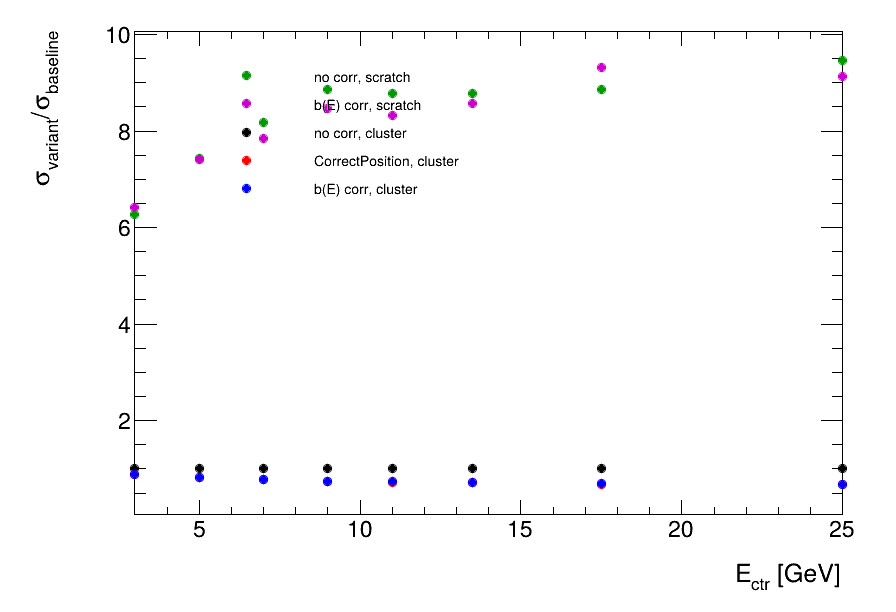 σvariant/σbaseline
10
8
6
4
2
no corr, scratch
b(E) corr, scratch
no corr, cluster
CorrectPosition, cluster
b(E) corr, cluster
5 10 15 20 25
Ectr [GeV]